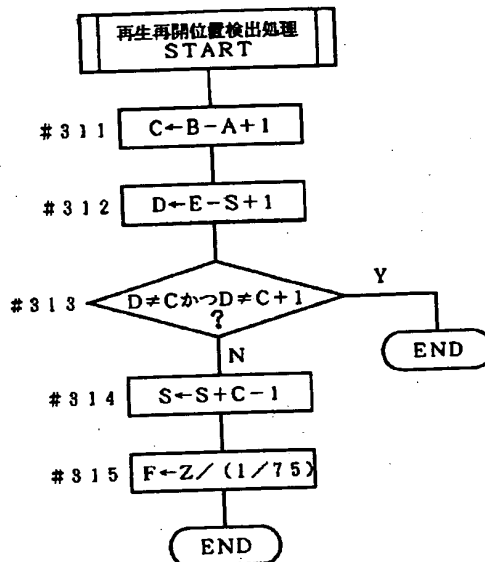 再生再開位置検出処理
START
#311
C←B-A+1
#312
D←E-S+1
#313
D≠CかつD≠C+1
?
Y
END
N
#314
S←S+C-1
#315
F←Z/(1/75)
END